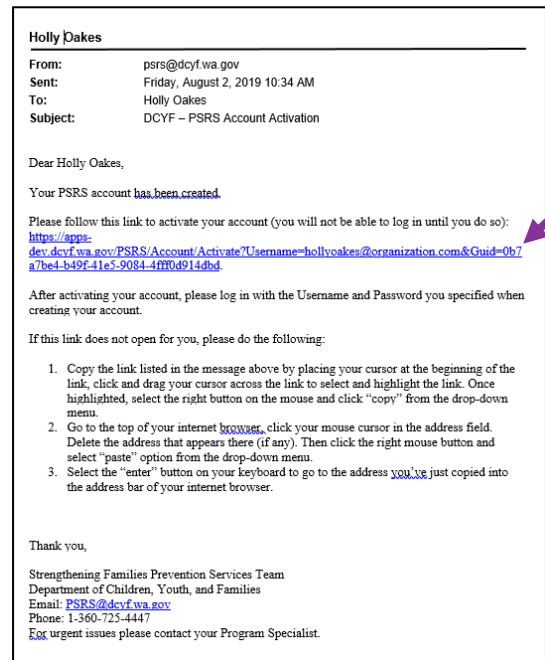 Holly Oakes
From: psrs@dcyf.wa.gov
Sent: Friday, August 2, 2019 10:34 AM
To: Holly Oakes
Subject: DCYF – PSRS Account Activation
Dear Holly Oakes,
Your PSRS account has been created.
Please follow this link to activate your account (you will not be able to log in until you do so):
https://apps-
dev.dcyf.wa.gov/PSRS/Account/Activate?Username=hollyoakes@organization.com&Guid=0b7
a7be4-b49f-41e5-9084-4fff0d914dbd.
After activating your account, please log in with the Username and Password you specified when
creating your account.
If this link does not open for you, please do the following:
1. Copy the link listed in the message above by placing your cursor at the beginning of the
link, click and drag your cursor across the link to select and highlight the link. Once
highlighted, select the right button on the mouse and click “copy” from the drop-down
menu.
2. Go to the top of your internet browser, click your mouse cursor in the address field.
Delete the address that appears there (if any). Then click the right mouse button and
select “paste” option from the drop-down menu.
3. Select the “enter” button on your keyboard to go to the address you’ve just copied into
the address bar of your internet browser.
Thank you,
Strengthening Families Prevention Services Team
Department of Children, Youth, and Families
Email: PSRS@dcyf.wa.gov
Phone: 1-360-725-4447
For urgent issues please contact your Program Specialist.